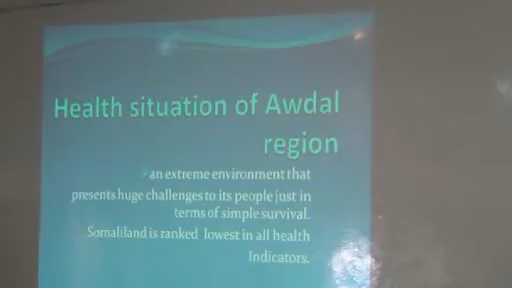 Health situation of Awdal
region
an extreme environment that
presents huge challenges to its people just in
terms of simple survival.
Somaliland is ranked lowest in all health
Indicators.